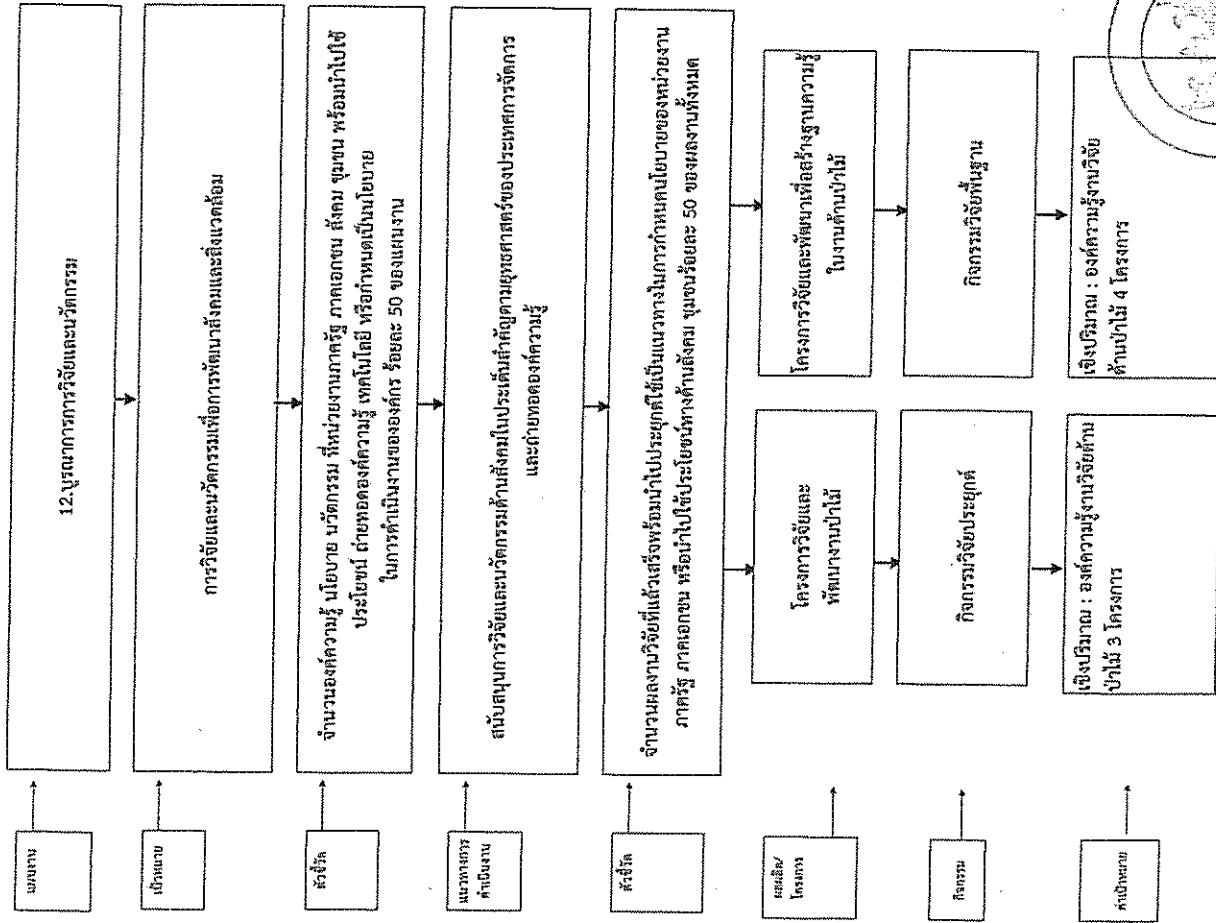 แผนงาน
12.บูรณาการการวิจัยและนวัตกรรม
เป้าหมาย
การวิจัยและนวัตกรรมเพื่อการพัฒนาสังคมและสิ่งแวดล้อม
ตัวชี้วัด
จำนวนองค์ความรู้ นโยบาย นวัตกรรม ที่หน่วยงานภาครัฐ ภาคเอกชน สังคม ชุมชน พร้อมนำไปใช้
ประโยชน์ ถ่ายทอดองค์ความรู้ เทคโนโลยี หรือกำหนดเป็นนโยบาย
ในการดำเนินงานขององค์กร ร้อยละ 50 ของแผนงาน
แนวทางการ
ดำเนินงาน
สนับสนุนการวิจัยและนวัตกรรมด้านสังคมในประเด็นสำคัญตามยุทธศาสตร์ของประเทศการจัดการ
และถ่ายทอดองค์ความรู้
ตัวชี้วัด
จำนวนผลงานวิจัยที่แล้วเสร็จพร้อมนำไปประยุกต์ใช้เป็นแนวทางในการกำหนดนโยบายของหน่วยงาน
ภาครัฐ ภาคเอกชน หรือนำไปใช้ประโยชน์ทางด้านสังคม ชุมชนร้อยละ 50 ของผลงานทั้งหมด
ผลผลิต/
โครงการ
โครงการวิจัยและ
พัฒนางานป่าไม้
โครงการวิจัยและพัฒนาเพื่อสร้างฐานความรู้
ในงานด้านป่าไม้
กิจกรรม
กิจกรรมวิจัยประยุกต์
กิจกรรมวิจัยพื้นฐาน
ค่าเป้าหมาย
เชิงปริมาณ : องค์ความรู้งานวิจัยด้าน
ป่าไม้ 3 โครงการ
เชิงปริมาณ : องค์ความรู้งานวิจัย
ด้านป่าไม้ 4 โครงการ